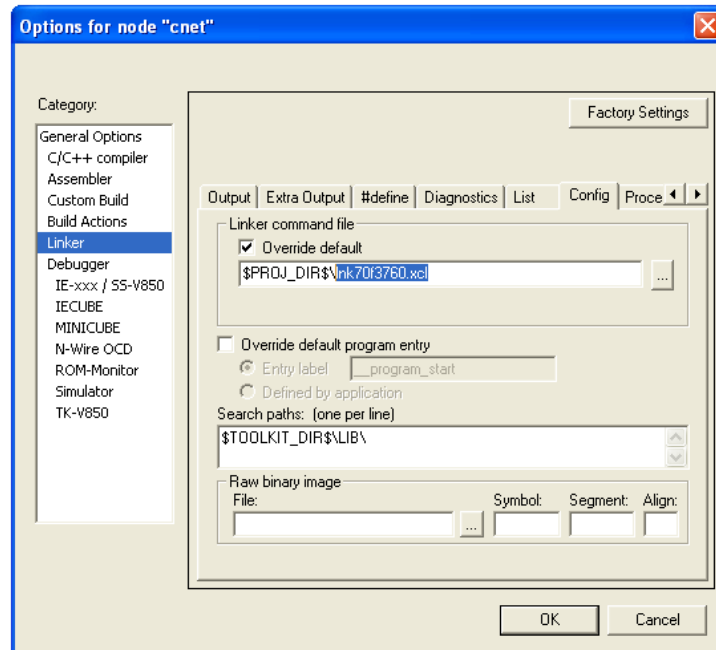 Options for node "cnet"
Category:
Factory Settings
General Options
C/C++ compiler
Assembler
Custom Build
Build Actions
Linker
Debugger
IE-xxx / SS-V850
IECUBE
MINICUBE
N-Wire OCD
ROM-Monitor
Simulator
TK-V850
Output Extra Output #define Diagnostics List Config Proce
Linker command file
Override default
$PROJ_DIR$\lnk70f3760.xcl
...
Override default program entry
Entry label __program_start
Defined by application
Search paths: (one per line)
$TOOLKIT_DIR$\LIB\
Raw binary image
File: Symbol: Segment: Align:
...
OK Cancel